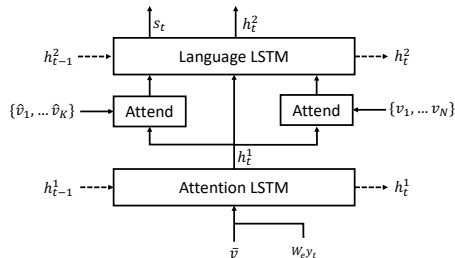 s_t h_t^2
h_{t-1}^2 Language LSTM h_t^2
{v̂_1, … v̂_K} Attend Attend {v_1, … v_N}
h_t^1
h_{t-1}^1 Attention LSTM h_t^1
v̄ W_e y_t